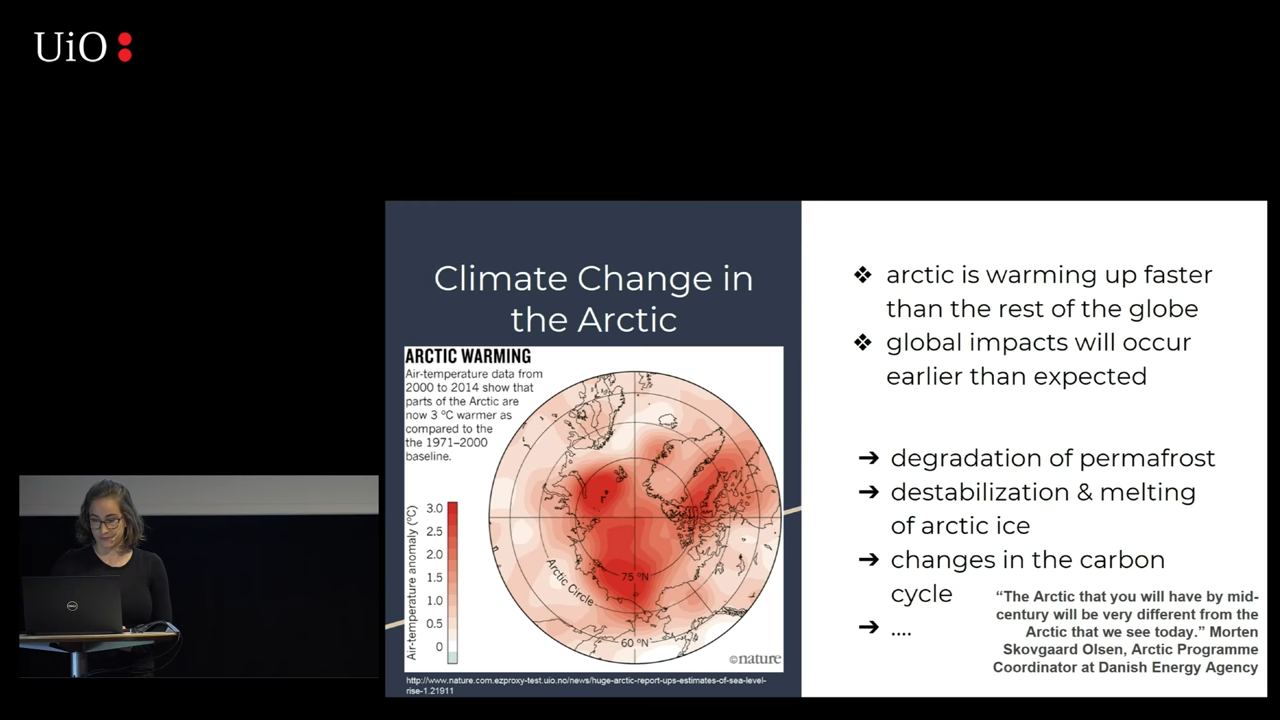 UiO
Climate Change in
the Arctic
ARCTIC WARMING
Air-temperature data from
2000 to 2014 show that
parts of the Arctic are
now 3 ºC warmer as
compared to the
the 1971–2000
baseline.
Air-temperature anomaly (ºC)
3.0
2.5
2.0
1.5
1.0
0.5
0
Arctic Circle
75 ºN
60 ºN
©nature
http://www.nature.com.ezproxy-test.uio.no/news/huge-arctic-report-ups-estimates-of-sea-level-
rise-1.21911
❖ arctic is warming up faster
than the rest of the globe
❖ global impacts will occur
earlier than expected
➔ degradation of permafrost
➔ destabilization & melting
of arctic ice
➔ changes in the carbon
cycle
➔ ....
“The Arctic that you will have by mid-
century will be very different from the
Arctic that we see today.” Morten
Skovgaard Olsen, Arctic Programme
Coordinator at Danish Energy Agency
DELL